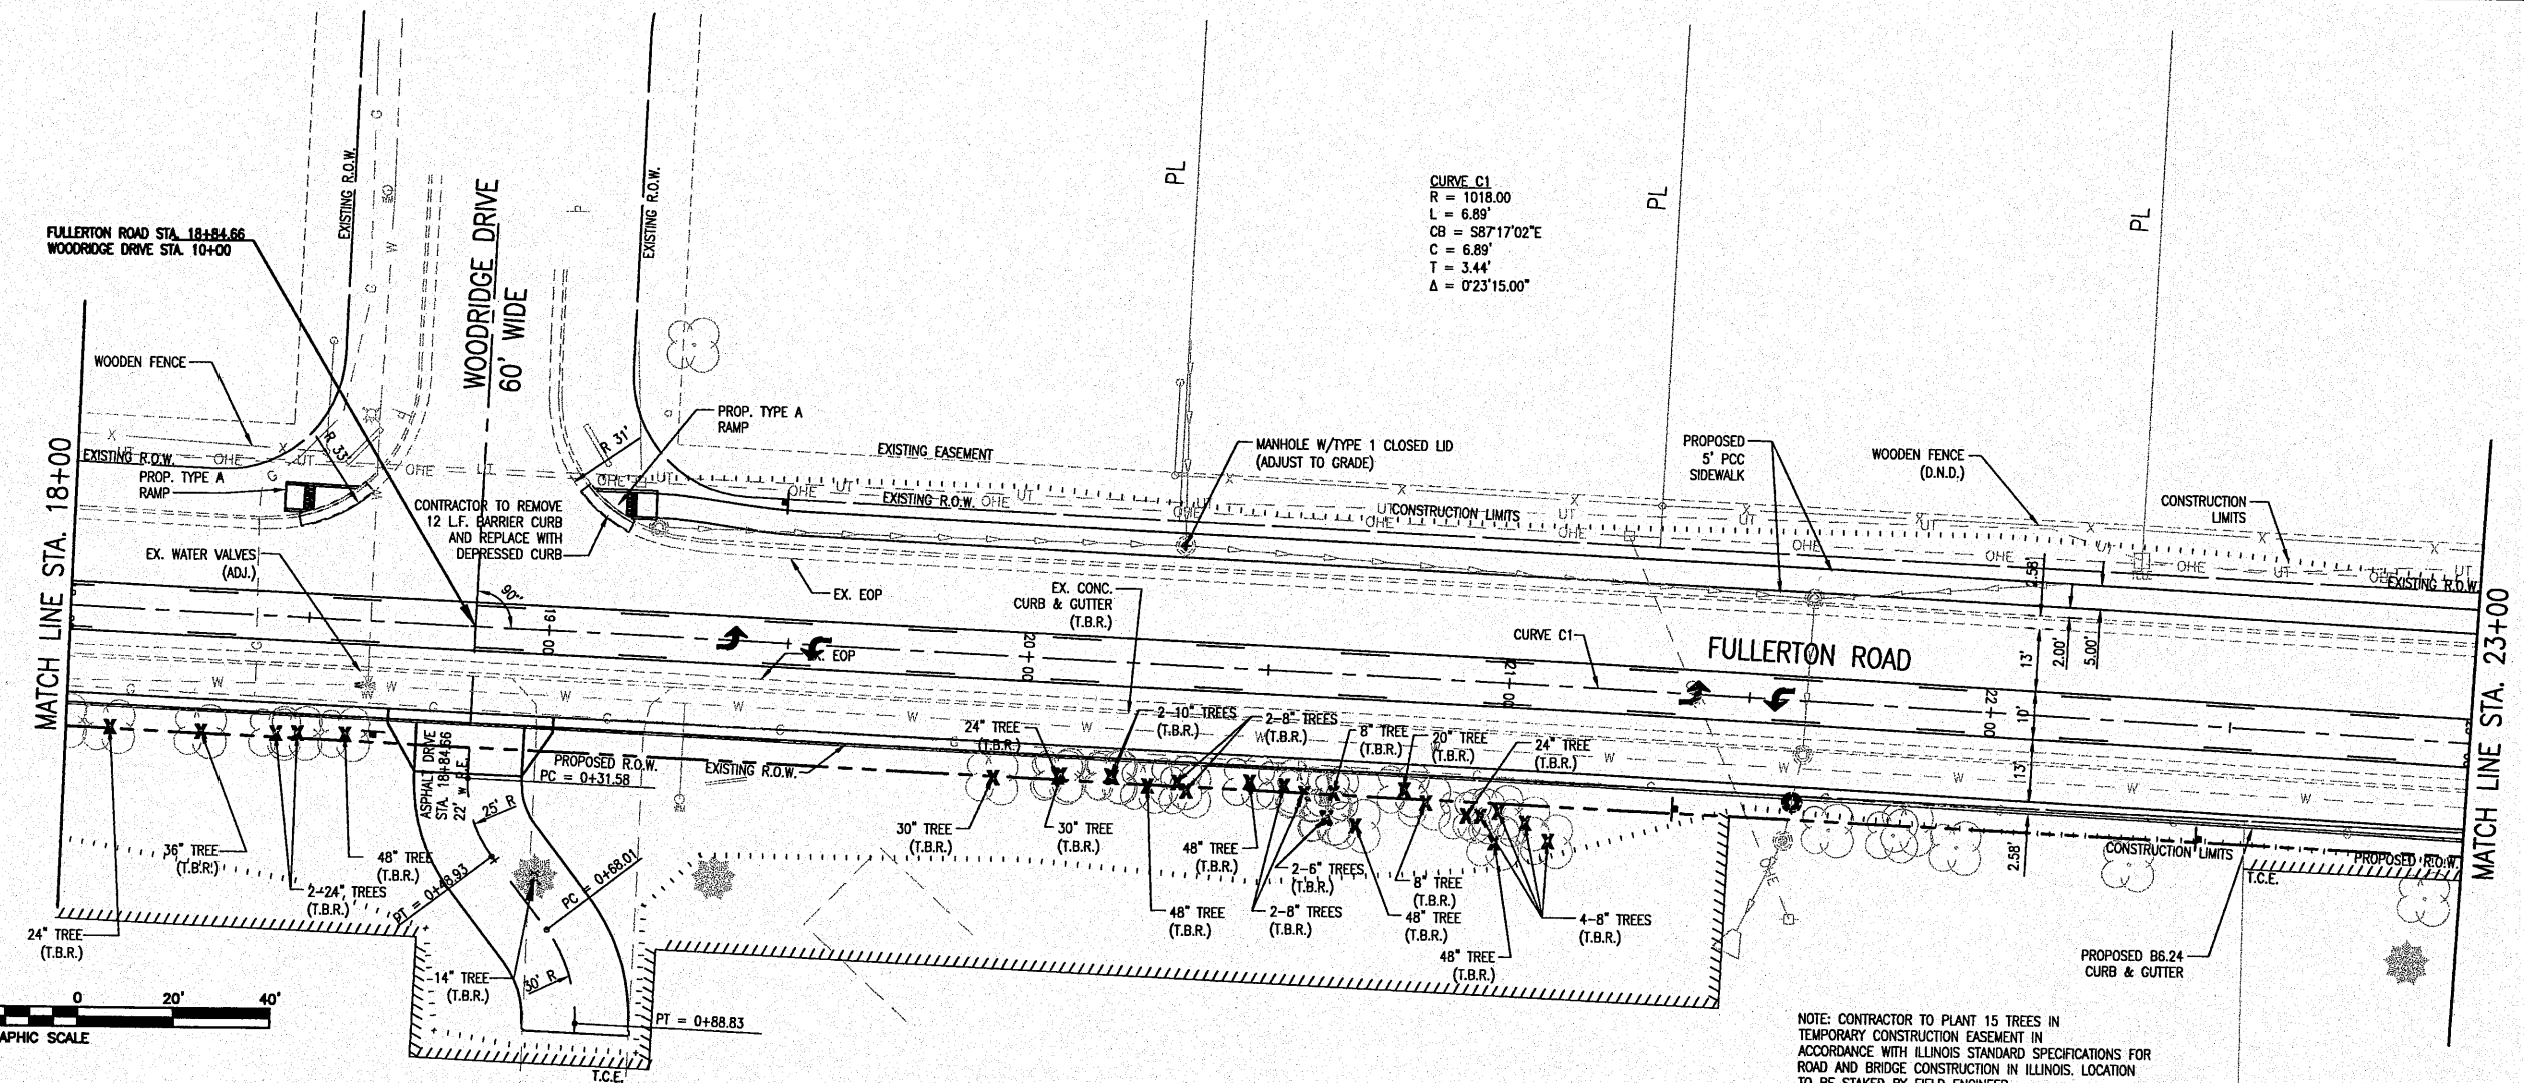 EXISTING R.O.W.
EXISTING R.O.W.
WOODRIDGE DRIVE
60' WIDE
PL
PL
PL
CURVE C1
R = 1018.00
L = 6.89'
CB = S87°17'02"E
C = 6.89'
T = 3.44'
Δ = 0°23'15.00"
FULLERTON ROAD STA. 18+84.66
WOODRIDGE DRIVE STA. 10+00
WOODEN FENCE
R 33'
R 31'
PROP. TYPE A
RAMP
EXISTING EASEMENT
MANHOLE W/TYPE 1 CLOSED LID
(ADJUST TO GRADE)
PROPOSED
5' PCC
SIDEWALK
WOODEN FENCE
(D.N.D.)
CONSTRUCTION
LIMITS
EXISTING R.O.W.
PROP. TYPE A
RAMP
EXISTING R.O.W.
CONSTRUCTION LIMITS
EXISTING R.O.W.
CONTRACTOR TO REMOVE
12 L.F. BARRIER CURB
AND REPLACE WITH
DEPRESSED CURB
EX. WATER VALVES
(ADJ.)
MATCH LINE STA. 18+00
90°
19+00
EX. EOP
EX. EOP
EX. CONC.
CURB & GUTTER
(T.B.R.)
20+00
21+00
22+00
CURVE C1
FULLERTON ROAD
2.58'
13'
2.00'
5.00'
10'
13'
2.58'
MATCH LINE STA. 23+00
ASPHALT DRIVE
STA. 18+84.66
22' W P.E.
PROPOSED R.O.W.
PC = 0+31.58
EXISTING R.O.W.
25' R
PT = 0+48.93
PC = 0+68.01
30' R
PT = 0+88.83
T.C.E.
24" TREE
(T.B.R.)
36" TREE
(T.B.R.)
2-24" TREES
(T.B.R.)
48" TREE
(T.B.R.)
14" TREE
(T.B.R.)
24" TREE
(T.B.R.)
2-10" TREES
(T.B.R.)
2-8" TREES
(T.B.R.)
8" TREE
(T.B.R.)
20" TREE
(T.B.R.)
24" TREE
(T.B.R.)
30" TREE
(T.B.R.)
30" TREE
(T.B.R.)
48" TREE
(T.B.R.)
48" TREE
(T.B.R.)
2-6" TREES
(T.B.R.)
2-8" TREES
(T.B.R.)
8" TREE
(T.B.R.)
48" TREE
(T.B.R.)
48" TREE
(T.B.R.)
4-8" TREES
(T.B.R.)
CONSTRUCTION LIMITS
PROPOSED R.O.W.
T.C.E.
PROPOSED B6.24
CURB & GUTTER
0 20' 40'
APHIC SCALE
NOTE: CONTRACTOR TO PLANT 15 TREES IN
TEMPORARY CONSTRUCTION EASEMENT IN
ACCORDANCE WITH ILLINOIS STANDARD SPECIFICATIONS FOR
ROAD AND BRIDGE CONSTRUCTION IN ILLINOIS. LOCATION
TO BE STAKED BY FIELD ENGINEER